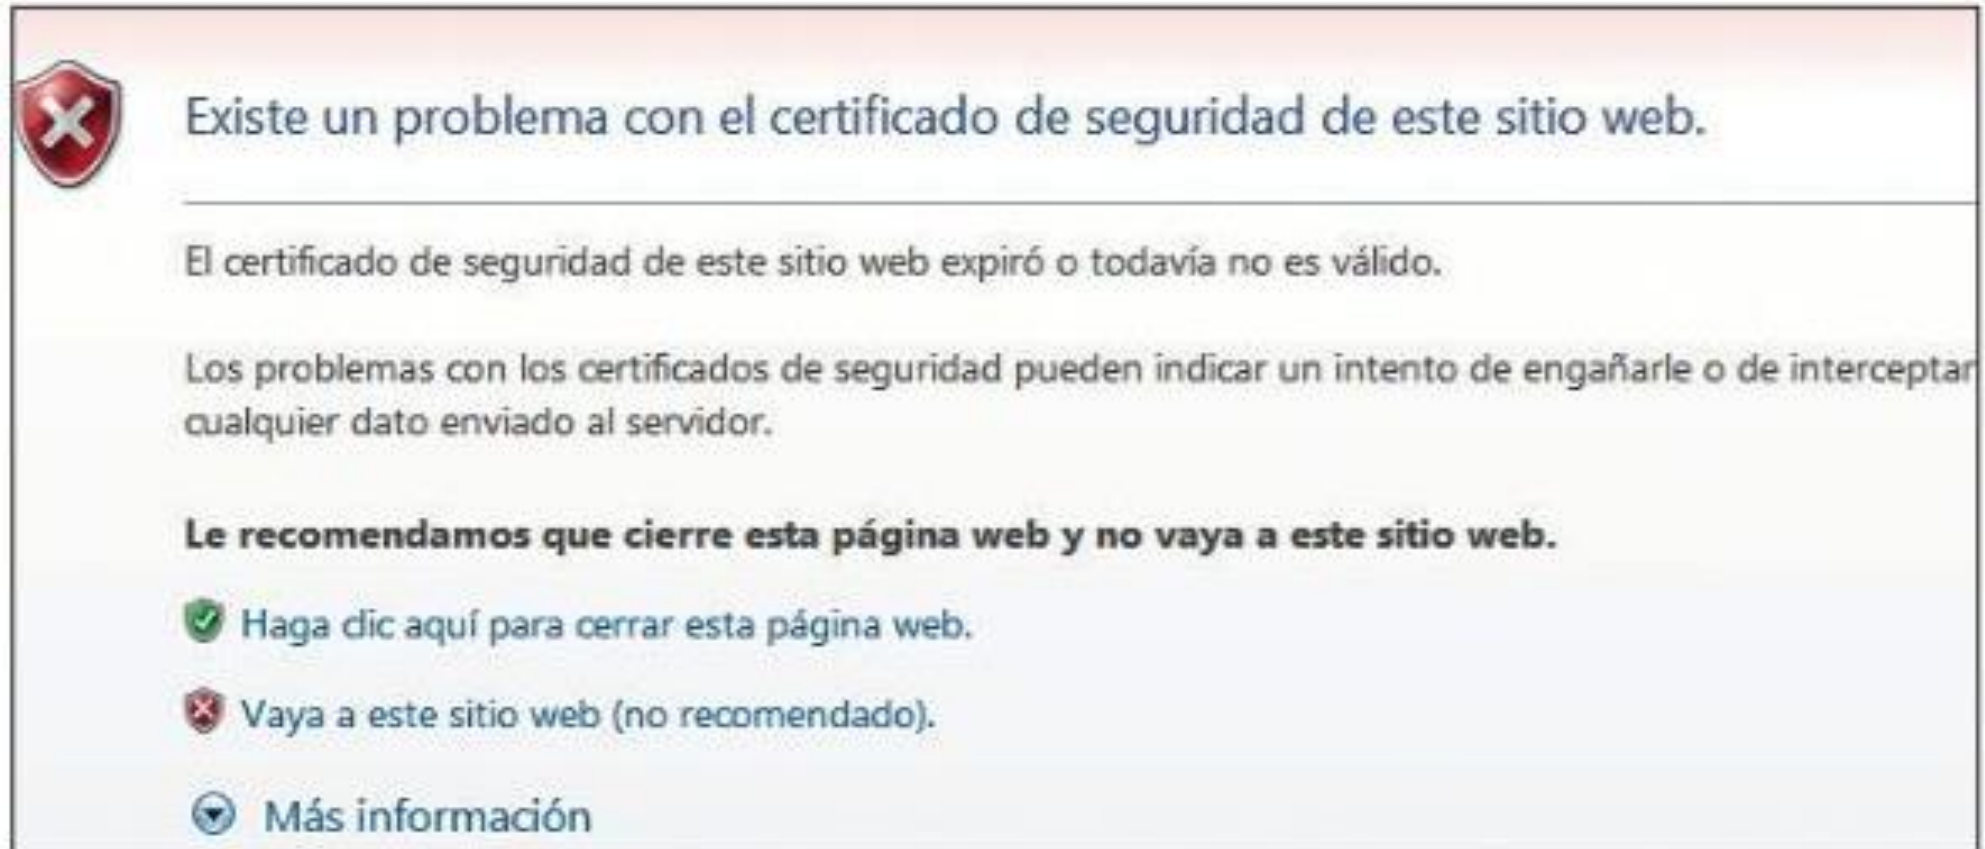 Existe un problema con el certificado de seguridad de este sitio web.
El certificado de seguridad de este sitio web expiró o todavía no es válido.
Los problemas con los certificados de seguridad pueden indicar un intento de engañarle o de interceptar
cualquier dato enviado al servidor.
Le recomendamos que cierre esta página web y no vaya a este sitio web.
Haga clic aquí para cerrar esta página web.
Vaya a este sitio web (no recomendado).
Más información